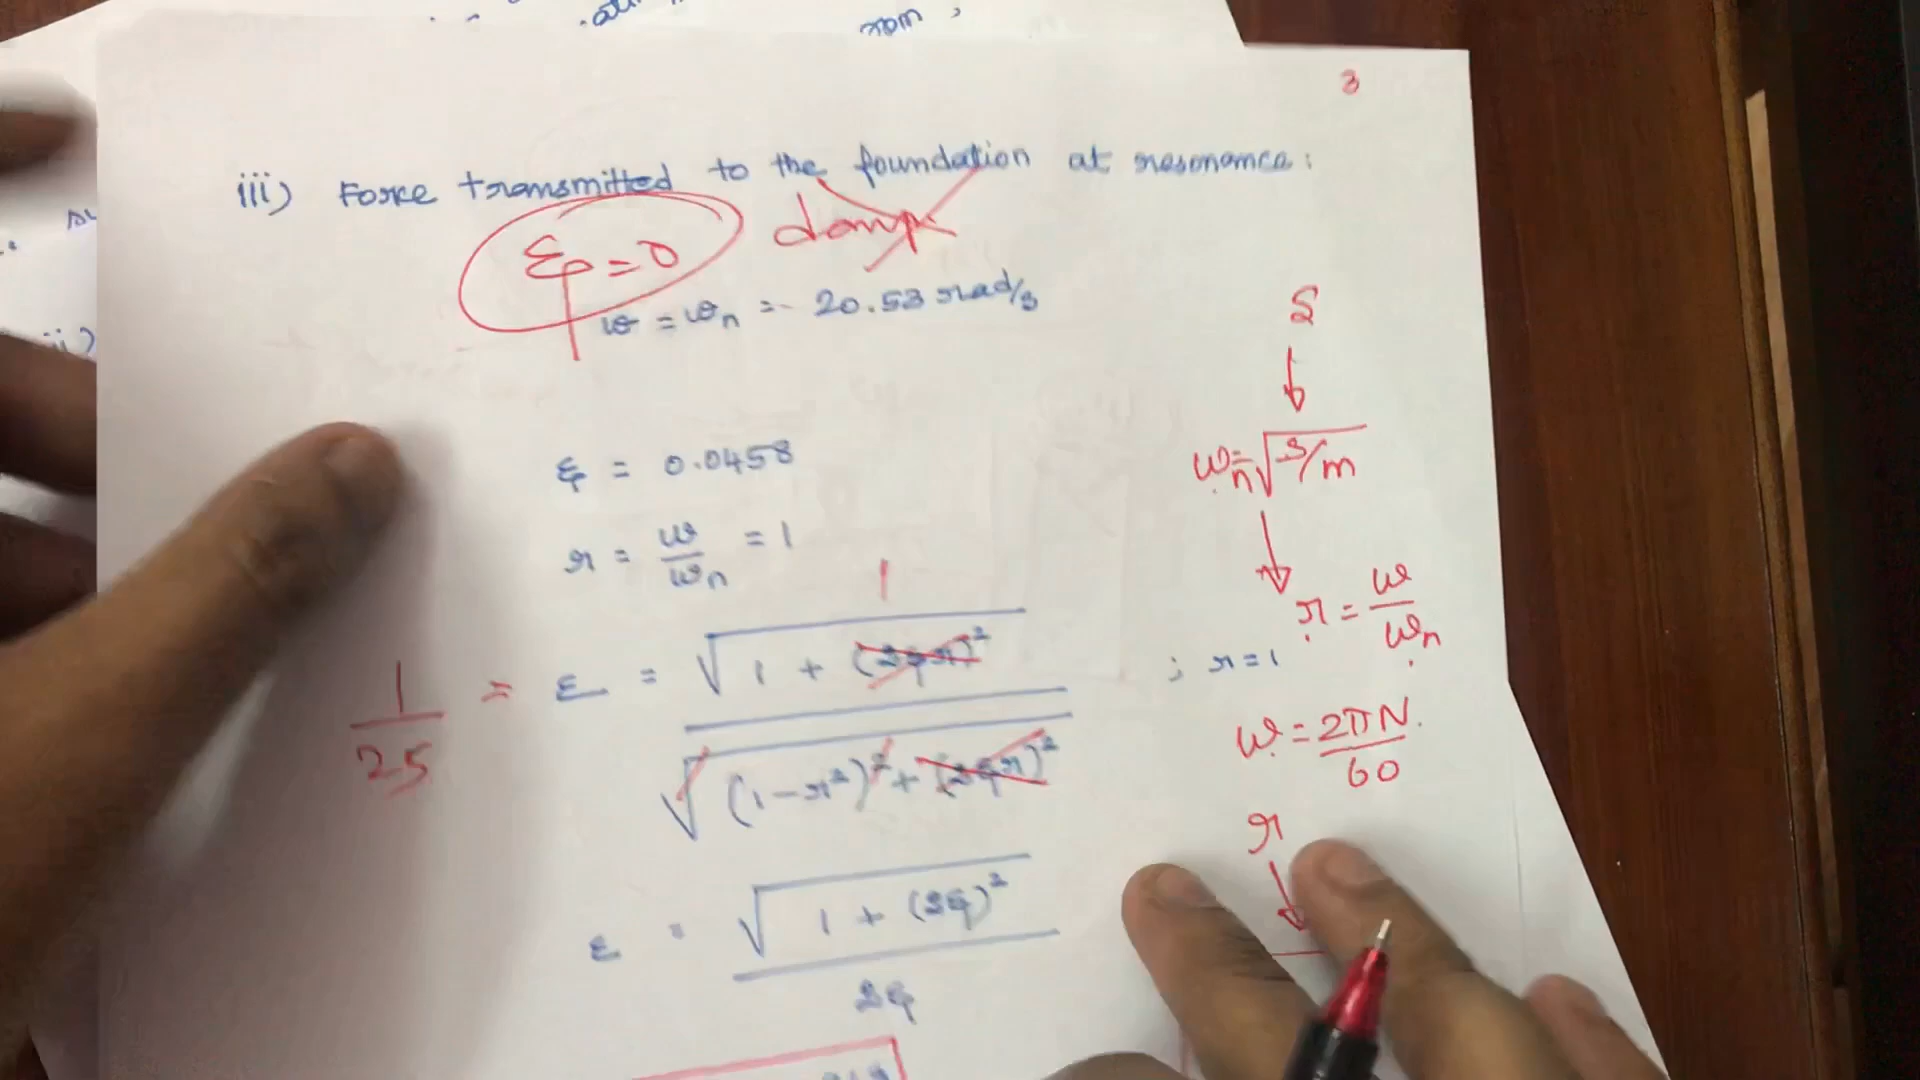 rpm,
3
iii) Force transmitted to the foundation at resonance:
ξ = 0 damp
ω = ωn = 20.53 rad/s
S
ξ = 0.0458
ωn = √S/m
r = ω/ωn = 1
r = ω/ωn
1
1/25 = ε = √1 + (2ξr)² / √(1-r²)² + (2ξr)² ; r=1
ω = 2πN/60
r
ε = √1 + (2ξ)² / 2ξ